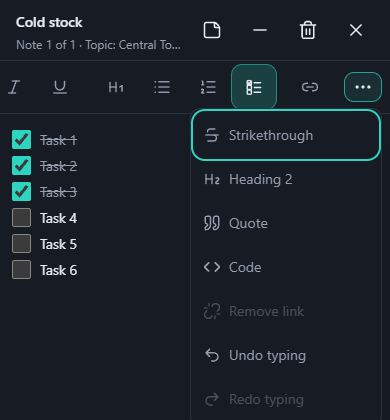 Cold stock
Note 1 of 1 · Topic: Central To...
I U H1
Task 1
Task 2
Task 3
Task 4
Task 5
Task 6
Strikethrough
H2 Heading 2
Quote
Code
Remove link
Undo typing
Redo typing